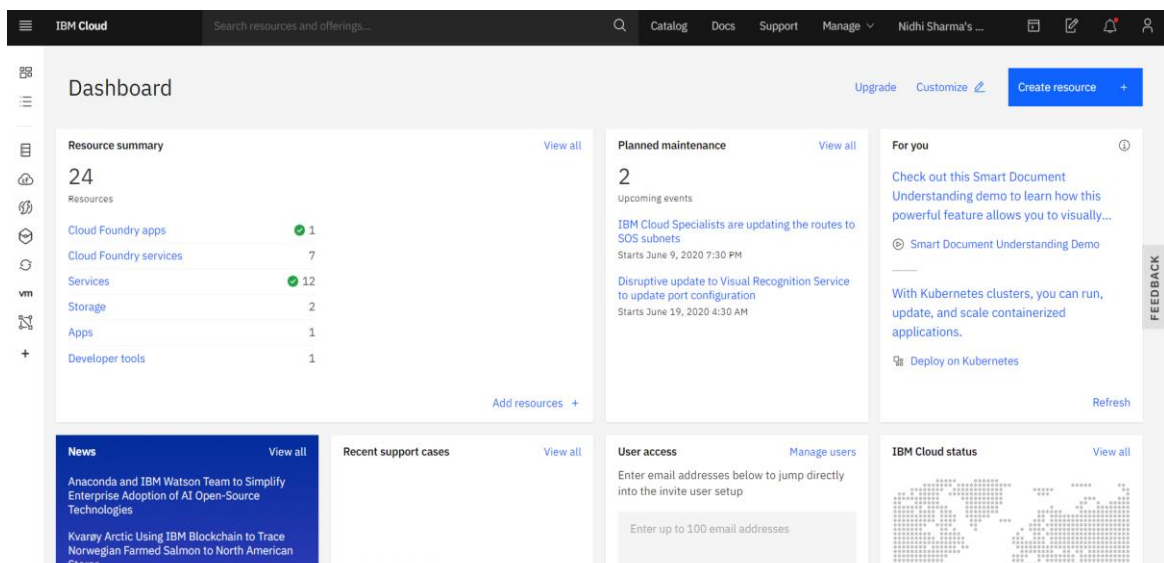 IBM Cloud
Search resources and offerings...
Catalog
Docs
Support
Manage
Nidhi Sharma's ...
Dashboard
Upgrade
Customize
Create resource +
Resource summary
View all
24
Resources
Cloud Foundry apps 1
Cloud Foundry services 7
Services 12
Storage 2
Apps 1
Developer tools 1
Add resources +
Planned maintenance
View all
2
Upcoming events
IBM Cloud Specialists are updating the routes to
SOS subnets
Starts June 9, 2020 7:30 PM
Disruptive update to Visual Recognition Service
to update port configuration
Starts June 19, 2020 4:30 AM
For you
Check out this Smart Document
Understanding demo to learn how this
powerful feature allows you to visually...
Smart Document Understanding Demo
With Kubernetes clusters, you can run,
update, and scale containerized
applications.
Deploy on Kubernetes
Refresh
FEEDBACK
vm
+
News
View all
Anaconda and IBM Watson Team to Simplify
Enterprise Adoption of AI Open-Source
Technologies
Kvarøy Arctic Using IBM Blockchain to Trace
Norwegian Farmed Salmon to North American
Recent support cases
View all
User access
Manage users
Enter email addresses below to jump directly
into the invite user setup
Enter up to 100 email addresses
IBM Cloud status
View all